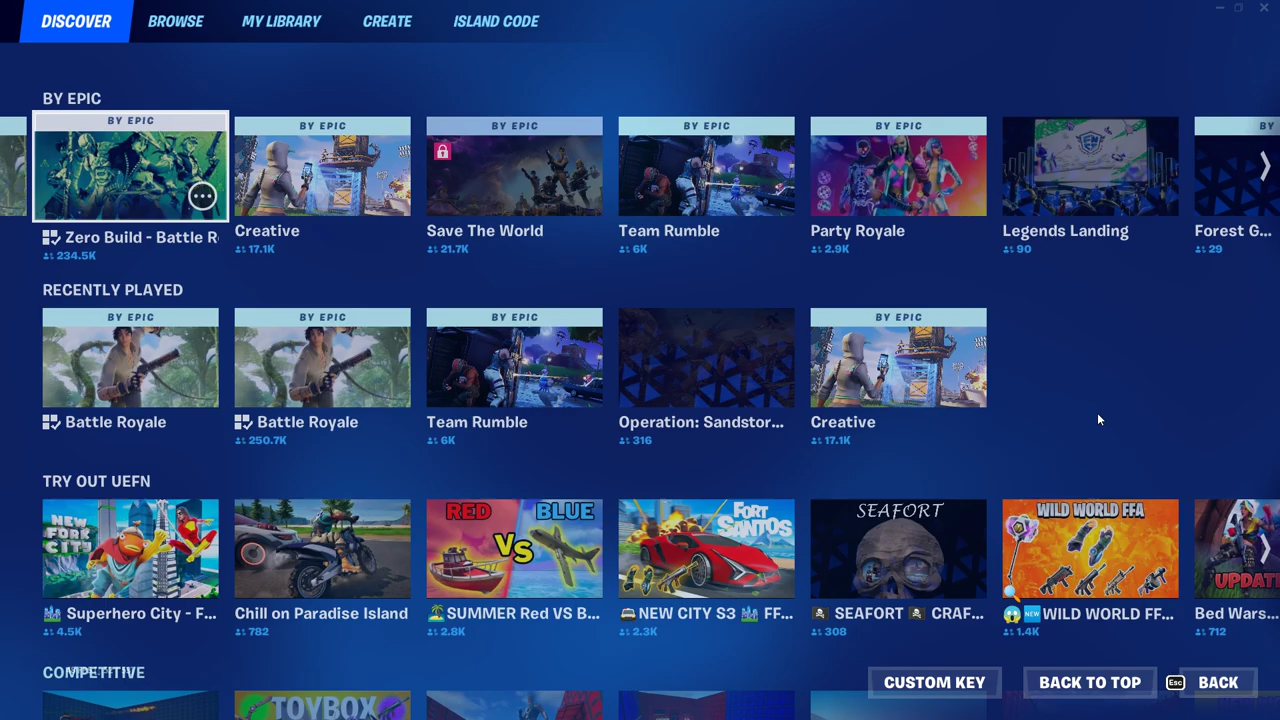 DISCOVER BROWSE MY LIBRARY CREATE ISLAND CODE
BY EPIC
BY EPIC BY EPIC BY EPIC BY EPIC BY EPIC BY
Zero Build - Battle R Creative Save The World Team Rumble Party Royale Legends Landing Forest G...
234.5K 17.1K 21.7K 6K 2.9K 90 29
RECENTLY PLAYED
BY EPIC BY EPIC BY EPIC BY EPIC
Battle Royale Battle Royale Team Rumble Operation: Sandstor... Creative
250.7K 6K 316 17.1K
TRY OUT UEFN
NEW FORK CITY
RED VS BLUE
FORT SANTOS
SEAFORT
WILD WORLD FFA
UPDATE
🏙️ Superhero City - F... Chill on Paradise Island 🏝️SUMMER Red VS B... 🚘NEW CITY S3 🏙️ FF... 🏴‍☠️ SEAFORT 🏴‍☠️ CRAF... 😱🆕WILD WORLD FF... Bed Wars...
4.5K 782 2.8K 2.3K 308 1.4K 712
COMPETITIVE
TOYBOX
CUSTOM KEY BACK TO TOP Esc BACK